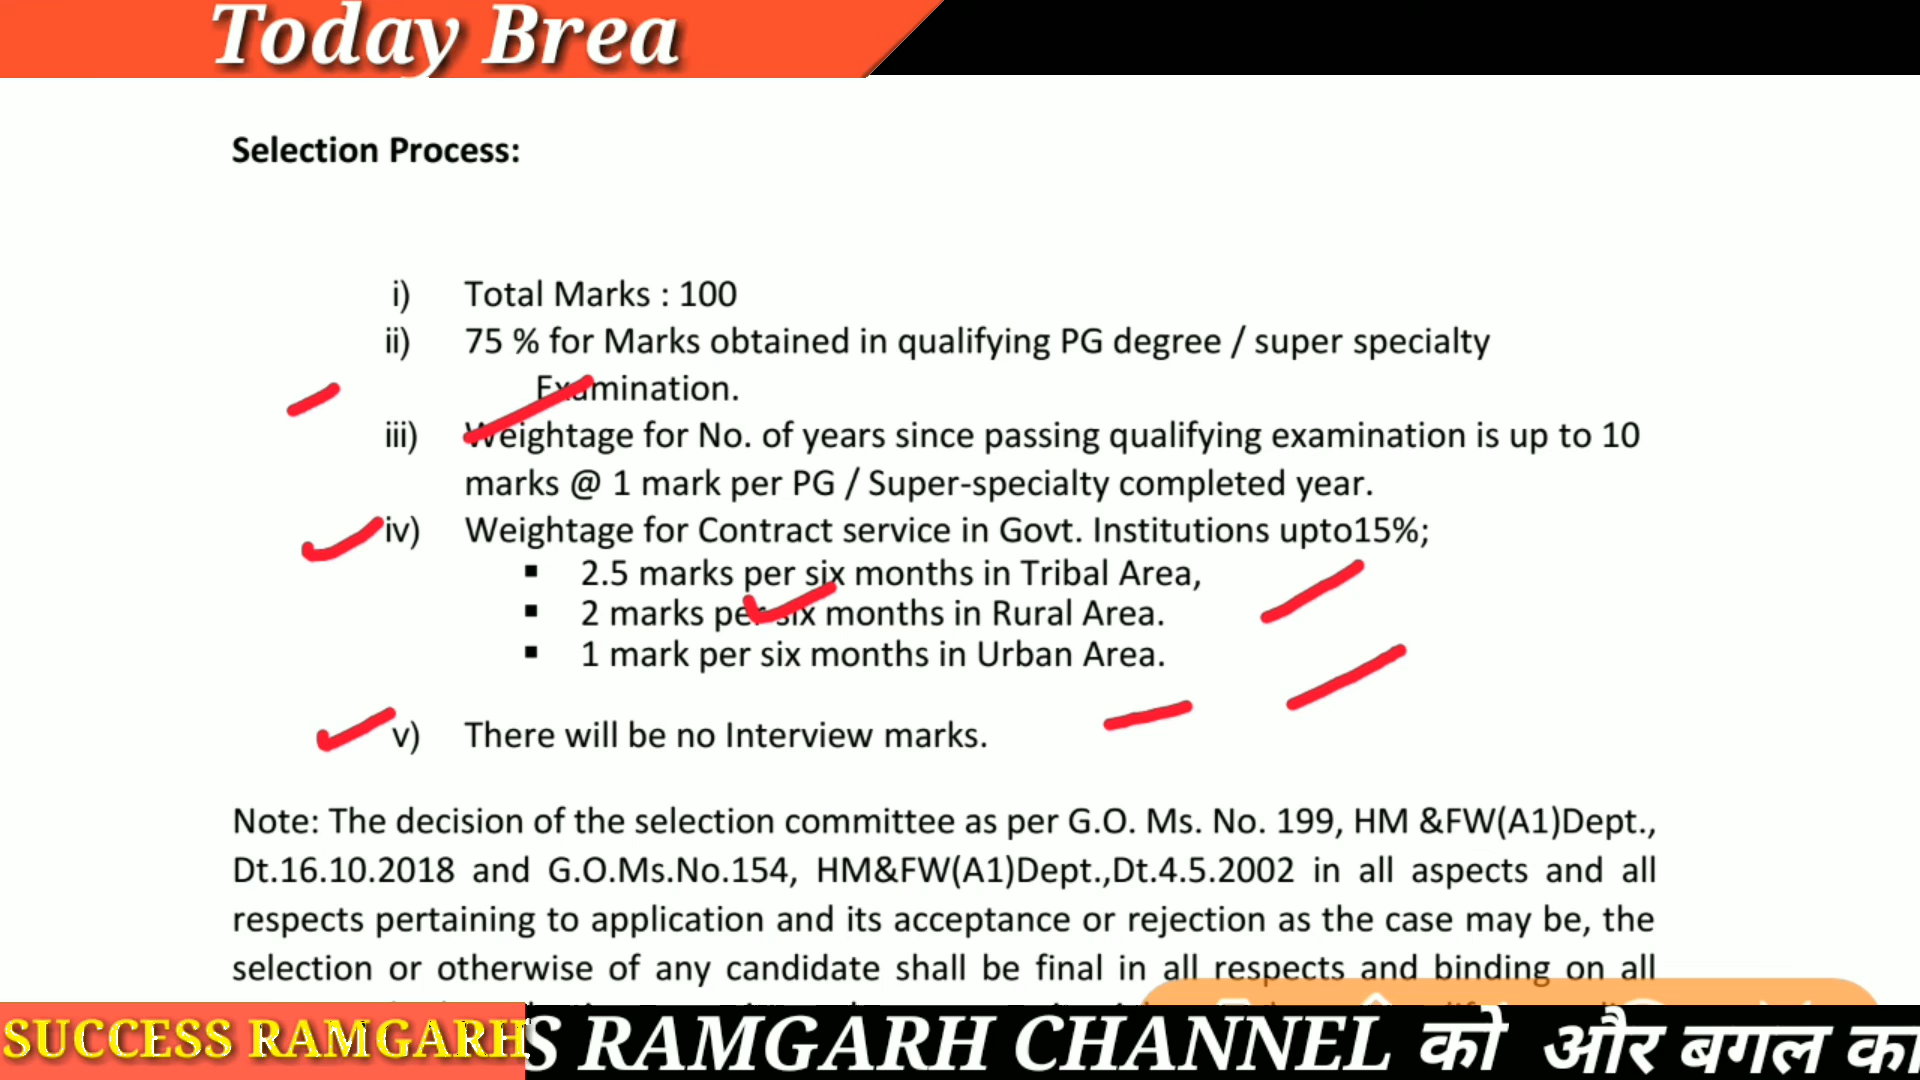 Today Brea
Selection Process:
i) Total Marks : 100
ii) 75 % for Marks obtained in qualifying PG degree / super specialty
Examination.
iii) Weightage for No. of years since passing qualifying examination is up to 10
marks @ 1 mark per PG / Super-specialty completed year.
iv) Weightage for Contract service in Govt. Institutions upto15%;
▪ 2.5 marks per six months in Tribal Area,
▪ 2 marks per six months in Rural Area.
▪ 1 mark per six months in Urban Area.
v) There will be no Interview marks.
Note: The decision of the selection committee as per G.O. Ms. No. 199, HM &FW(A1)Dept.,
Dt.16.10.2018 and G.O.Ms.No.154, HM&FW(A1)Dept.,Dt.4.5.2002 in all aspects and all
respects pertaining to application and its acceptance or rejection as the case may be, the
selection or otherwise of any candidate shall be final in all respects and binding on all
SUCCESS RAMGARH S RAMGARH CHANNEL को और बगल का